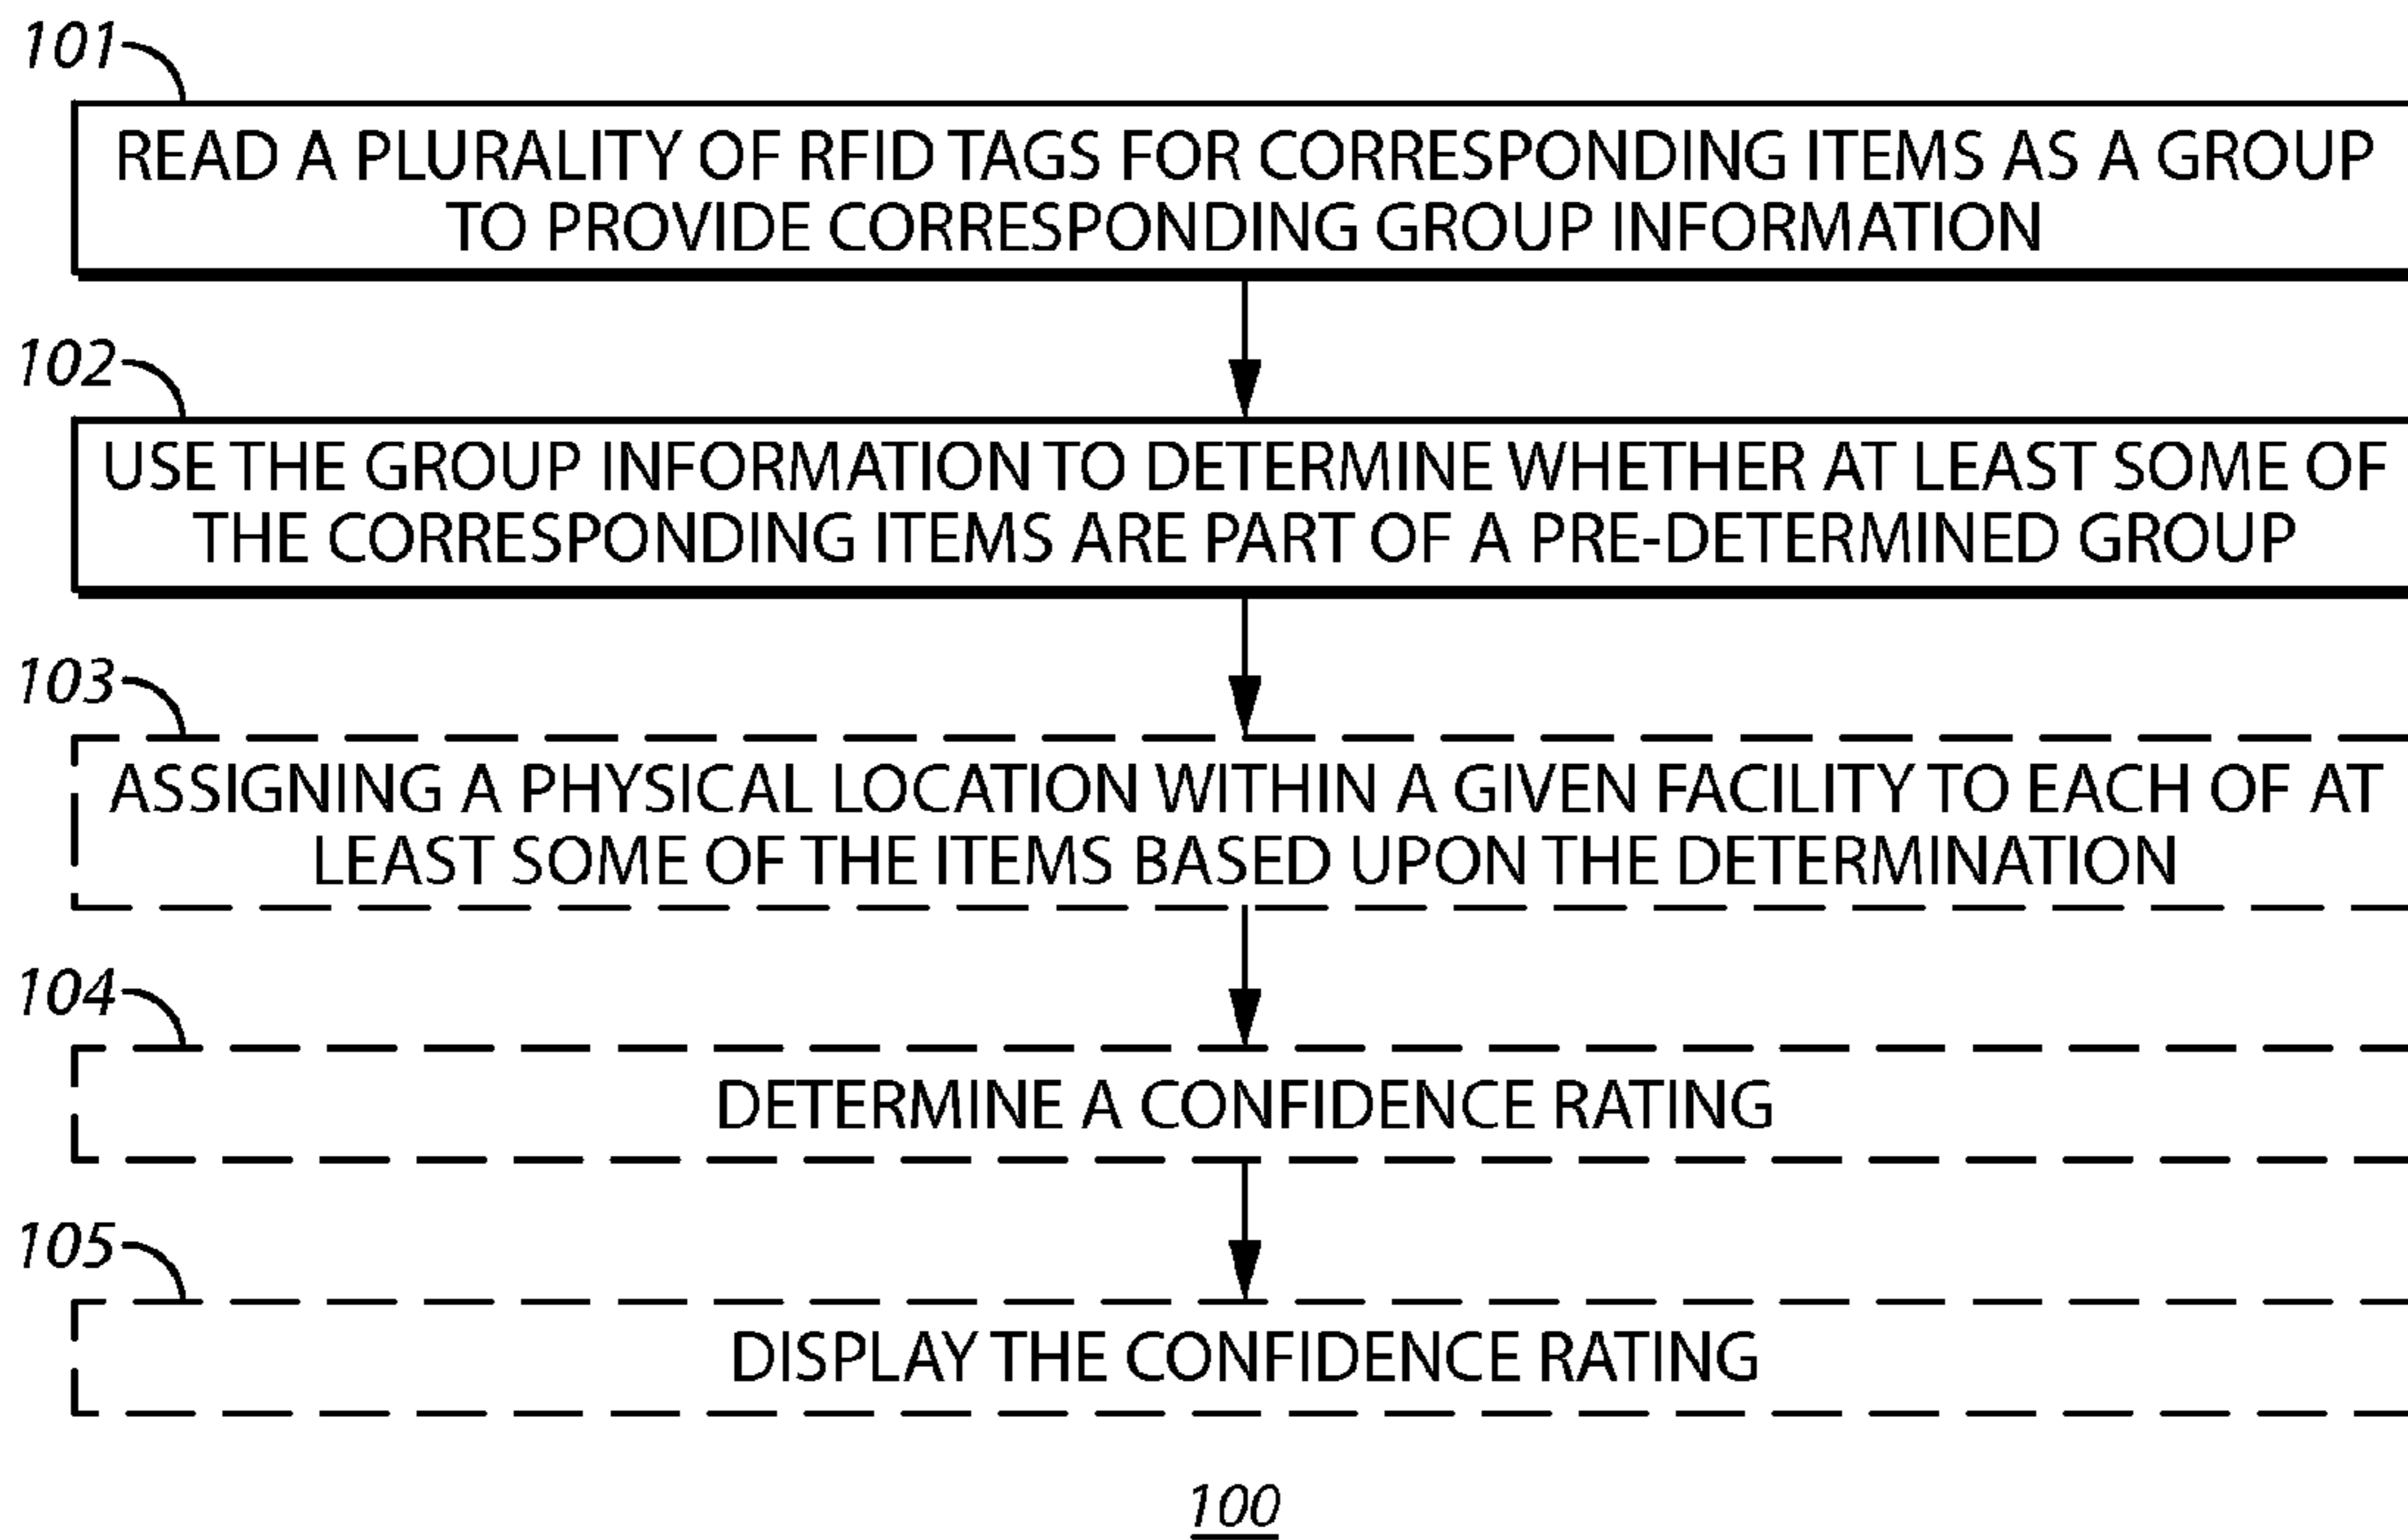 101
READ A PLURALITY OF RFID TAGS FOR CORRESPONDING ITEMS AS A GROUP
TO PROVIDE CORRESPONDING GROUP INFORMATION
102
USE THE GROUP INFORMATION TO DETERMINE WHETHER AT LEAST SOME OF
THE CORRESPONDING ITEMS ARE PART OF A PRE-DETERMINED GROUP
103
ASSIGNING A PHYSICAL LOCATION WITHIN A GIVEN FACILITY TO EACH OF AT
LEAST SOME OF THE ITEMS BASED UPON THE DETERMINATION
104
DETERMINE A CONFIDENCE RATING
105
DISPLAY THE CONFIDENCE RATING
100